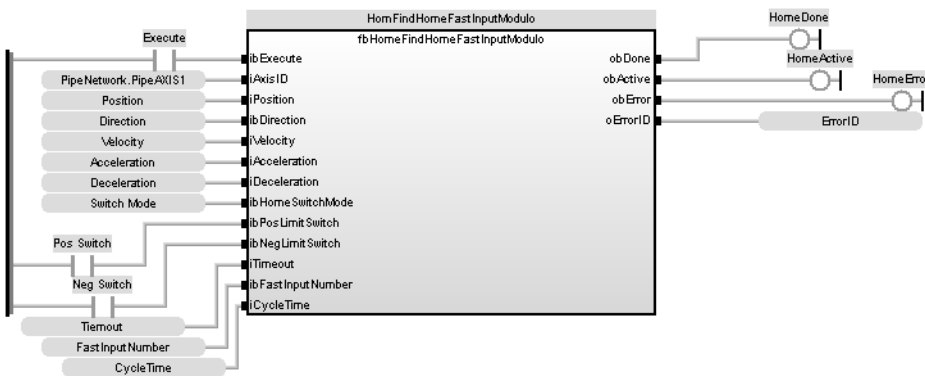 HomFindHomeFastInputModulo
HomeDone
Execute
fbHomeFindHomeFastInputModulo
HomeActive
ibExecute
obDone
PipeNetwork.PipeAXIS1
iAxisID
obActive
HomeErro
Position
iPosition
obError
Direction
ibDirection
oErrorID
ErrorID
Velocity
iVelocity
Acceleration
iAcceleration
Deceleration
iDeceleration
Switch Mode
ibHomeSwitchMode
ibPosLimitSwitch
Pos Switch
ibNegLimitSwitch
iTimeout
Neg Switch
ibFastInputNumber
iCycleTime
Tiemout
FastInputNumber
CycleTime